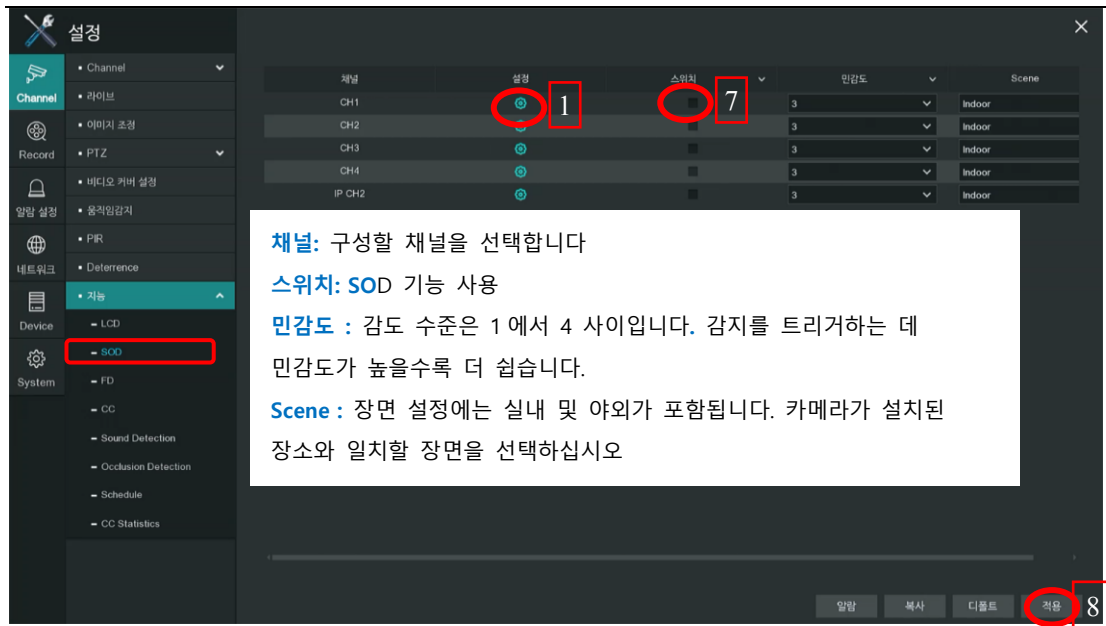 설정
×
Channel
Record
알람 설정
네트워크
Device
System
▪ Channel
▪ 라이브
▪ 이미지 조정
▪ PTZ
▪ 비디오 커버 설정
▪ 움직임감지
▪ PIR
▪ Deterrence
▪ 지능
– LCD
– SOD
– FD
– CC
– Sound Detection
– Occlusion Detection
– Schedule
– CC Statistics
채널 설정 스위치 민감도 Scene
CH1 1 7 3 Indoor
CH2 3 Indoor
CH3 3 Indoor
CH4 3 Indoor
IP CH2 3 Indoor
채널: 구성할 채널을 선택합니다
스위치: SOD 기능 사용
민감도 : 감도 수준은 1 에서 4 사이입니다. 감지를 트리거하는 데
민감도가 높을수록 더 쉽습니다.
Scene : 장면 설정에는 실내 및 야외가 포함됩니다. 카메라가 설치된
장소와 일치할 장면을 선택하십시오
알람 복사 디폴트 적용 8